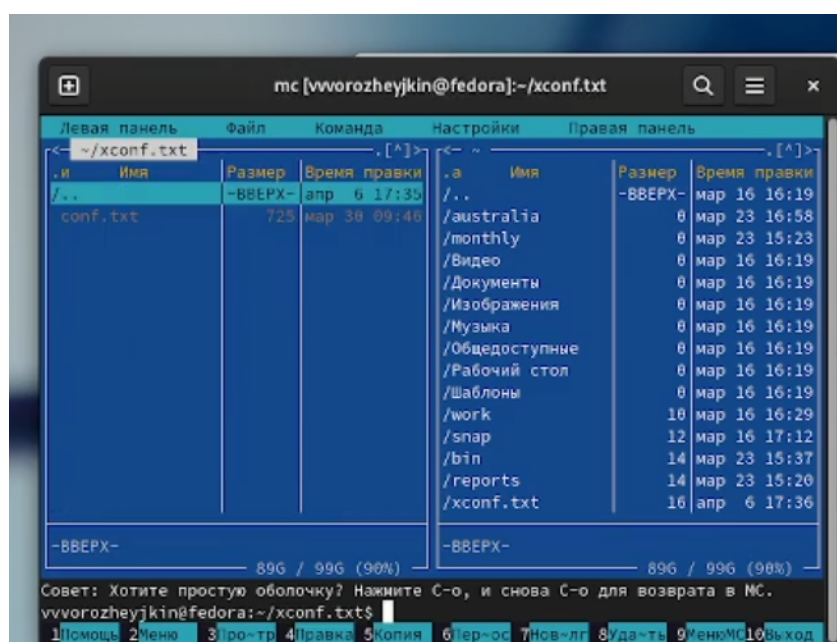 mc [vvvorozheyjkin@fedora]:~/xconf.txt
Левая панель Файл Команда Настройки Правая панель
<- ~/xconf.txt .[^]> <- ~ .[^]>
.и Имя Размер Время правки .а Имя Размер Время правки
/.. -ВВЕРХ- апр 6 17:35 /.. -ВВЕРХ- мар 16 16:19
conf.txt 725 мар 30 09:46 /australia 0 мар 23 16:58
/monthly 0 мар 23 15:23
/Видео 0 мар 16 16:19
/Документы 0 мар 16 16:19
/Изображения 0 мар 16 16:19
/Музыка 0 мар 16 16:19
/Общедоступные 0 мар 16 16:19
/Рабочий стол 0 мар 16 16:19
/Шаблоны 0 мар 16 16:19
/work 10 мар 16 16:29
/snap 12 мар 16 17:12
/bin 14 мар 23 15:37
/reports 14 мар 23 15:20
/xconf.txt 16 апр 6 17:36
-ВВЕРХ- -ВВЕРХ-
89G / 99G (90%) 89G / 99G (90%)
Совет: Хотите простую оболочку? Нажмите C-o, и снова C-o для возврата в MC.
vvvorozheyjkin@fedora:~/xconf.txt$
1Помощь 2Меню 3Про~тр 4Правка 5Копия 6Пер~ос 7Нов~лг 8Уда~ть 9МенюMC 10Выход